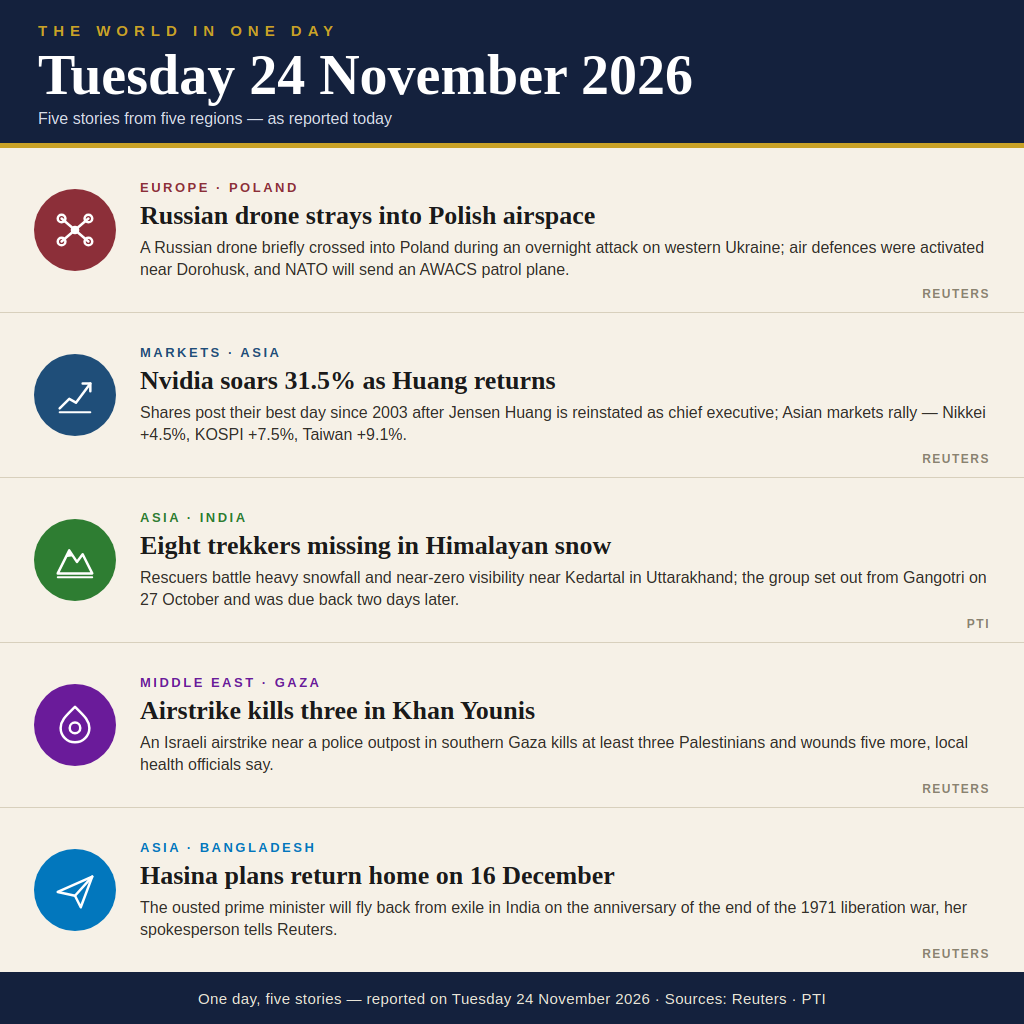 THE WORLD IN ONE DAY
Tuesday 24 November 2026
Five stories from five regions — as reported today
EUROPE · POLAND
Russian drone strays into Polish airspace
A Russian drone briefly crossed into Poland during an overnight attack on western Ukraine; air defences were activated
near Dorohusk, and NATO will send an AWACS patrol plane.
REUTERS
MARKETS · ASIA
Nvidia soars 31.5% as Huang returns
Shares post their best day since 2003 after Jensen Huang is reinstated as chief executive; Asian markets rally — Nikkei
+4.5%, KOSPI +7.5%, Taiwan +9.1%.
REUTERS
ASIA · INDIA
Eight trekkers missing in Himalayan snow
Rescuers battle heavy snowfall and near-zero visibility near Kedartal in Uttarakhand; the group set out from Gangotri on
27 October and was due back two days later.
PTI
MIDDLE EAST · GAZA
Airstrike kills three in Khan Younis
An Israeli airstrike near a police outpost in southern Gaza kills at least three Palestinians and wounds five more, local
health officials say.
REUTERS
ASIA · BANGLADESH
Hasina plans return home on 16 December
The ousted prime minister will fly back from exile in India on the anniversary of the end of the 1971 liberation war, her
spokesperson tells Reuters.
REUTERS
One day, five stories — reported on Tuesday 24 November 2026 · Sources: Reuters · PTI